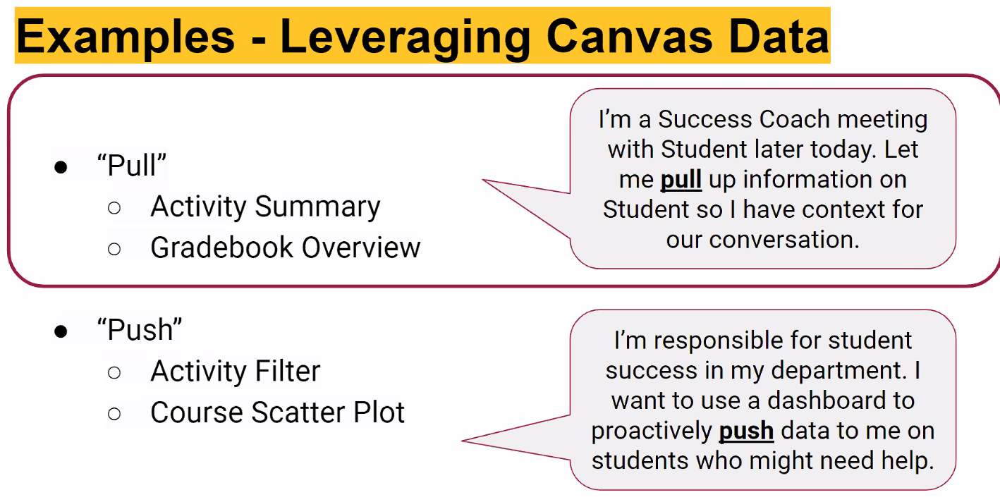 Examples - Leveraging Canvas Data
● “Pull”
○ Activity Summary
○ Gradebook Overview
I’m a Success Coach meeting
with Student later today. Let
me pull up information on
Student so I have context for
our conversation.
● “Push”
○ Activity Filter
○ Course Scatter Plot
I’m responsible for student
success in my department. I
want to use a dashboard to
proactively push data to me on
students who might need help.